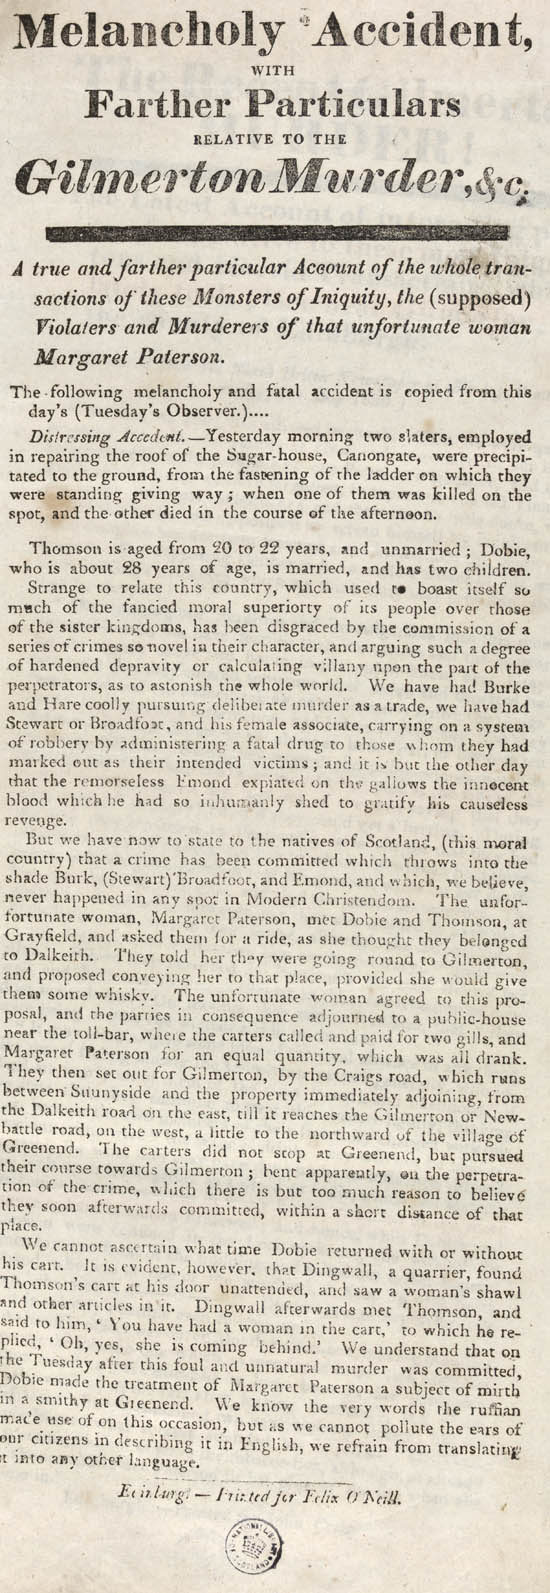 Melancholy Accident,
WITH
Farther Particulars
RELATIVE TO THE
Gilmerton Murder, &c.
A true and farther particular Account of the whole tran-
sactions of these Monsters of Iniquity, the (supposed)
Violaters and Murderers of that unfortunate woman
Margaret Paterson.
The following melancholy and fatal accident is copied from this
day's (Tuesday's Observer.)....
Distressing Accedent.—Yesterday morning two slaters, employed
in repairing the roof of the Sugar-house, Canongate, were precipi-
tated to the ground, from the fastening of the ladder on which they
were standing giving way; when one of them was killed on the
spot, and the other died in the course of the afternoon.
Thomson is aged from 20 to 22 years, and unmarried; Dobie,
who is about 28 years of age, is married, and has two children.
Strange to relate this country, which used to boast itself so
much of the fancied moral superiorty of its people over those
of the sister kingdoms, has been disgraced by the commission of a
series of crimes so novel in their character, and arguing such a degree
of hardened depravity or calculating villany upon the part of the
perpetrators, as to astonish the whole world. We have had Burke
and Hare coolly pursuing deliberate murder as a trade, we have had
Stewart or Broadfoot, and his female associate, carrying on a system
of robbery by administering a fatal drug to those whom they had
marked out as their intended victims; and it is but the other day
that the remorseless Emond expiated on the gallows the innocent
blood which he had so inhumanly shed to gratify his causeless
revenge.
But we have now to state to the natives of Scotland, (this moral
country) that a crime has been committed which throws into the
shade Burk, (Stewart) Broadfoot, and Emond, and which, we believe,
never happened in any spot in Modern Christendom. The unfor-
fortunate woman, Margaret Paterson, met Dobie and Thomson, at
Grayfield, and asked them for a ride, as she thought they belonged
to Dalkeith. They told her they were going round to Gilmerton,
and proposed conveying her to that place, provided she would give
them some whisky. The unfortunate woman agreed to this pro-
posal, and the parties in consequence adjourned to a public-house
near the toll-bar, where the carters called and paid for two gills, and
Margaret Paterson for an equal quantity, which was all drank.
They then set out for Gilmerton, by the Craigs road, which runs
between Sunnyside and the property immediately adjoining, from
the Dalkeith road on the east, till it reaches the Gilmerton or New-
battle road, on the west, a little to the northward of the village of
Greenend. The carters did not stop at Greenend, but pursued
their course towards Gilmerton; bent apparently, on the perpetra-
tion of the crime, which there is but too much reason to believe
they soon afterwards committed, within a short distance of that
place.
We cannot ascertain what time Dobie returned with or without
his cart. It is evident, however, that Dingwall, a quarrier, found
Thomson's cart at his door unattended, and saw a woman's shawl
and other articles in it. Dingwall afterwards met Thomson, and
said to him, ‘ You have had a woman in the cart,’ to which he re-
plied, ‘ Oh, yes, she is coming behind.’ We understand that on
the Tuesday after this foul and unnatural murder was committed,
Dobie made the treatment of Margaret Paterson a subject of mirth
in a smithy at Greenend. We know the very words the ruffian
made use of on this occasion, but as we cannot pollute the ears of
our citizens in describing it in English, we refrain from translating
it into any other language.
Edinburgh — Printed for Felix O'Neill.
NATIONAL LIBRARY
SCOTLAND